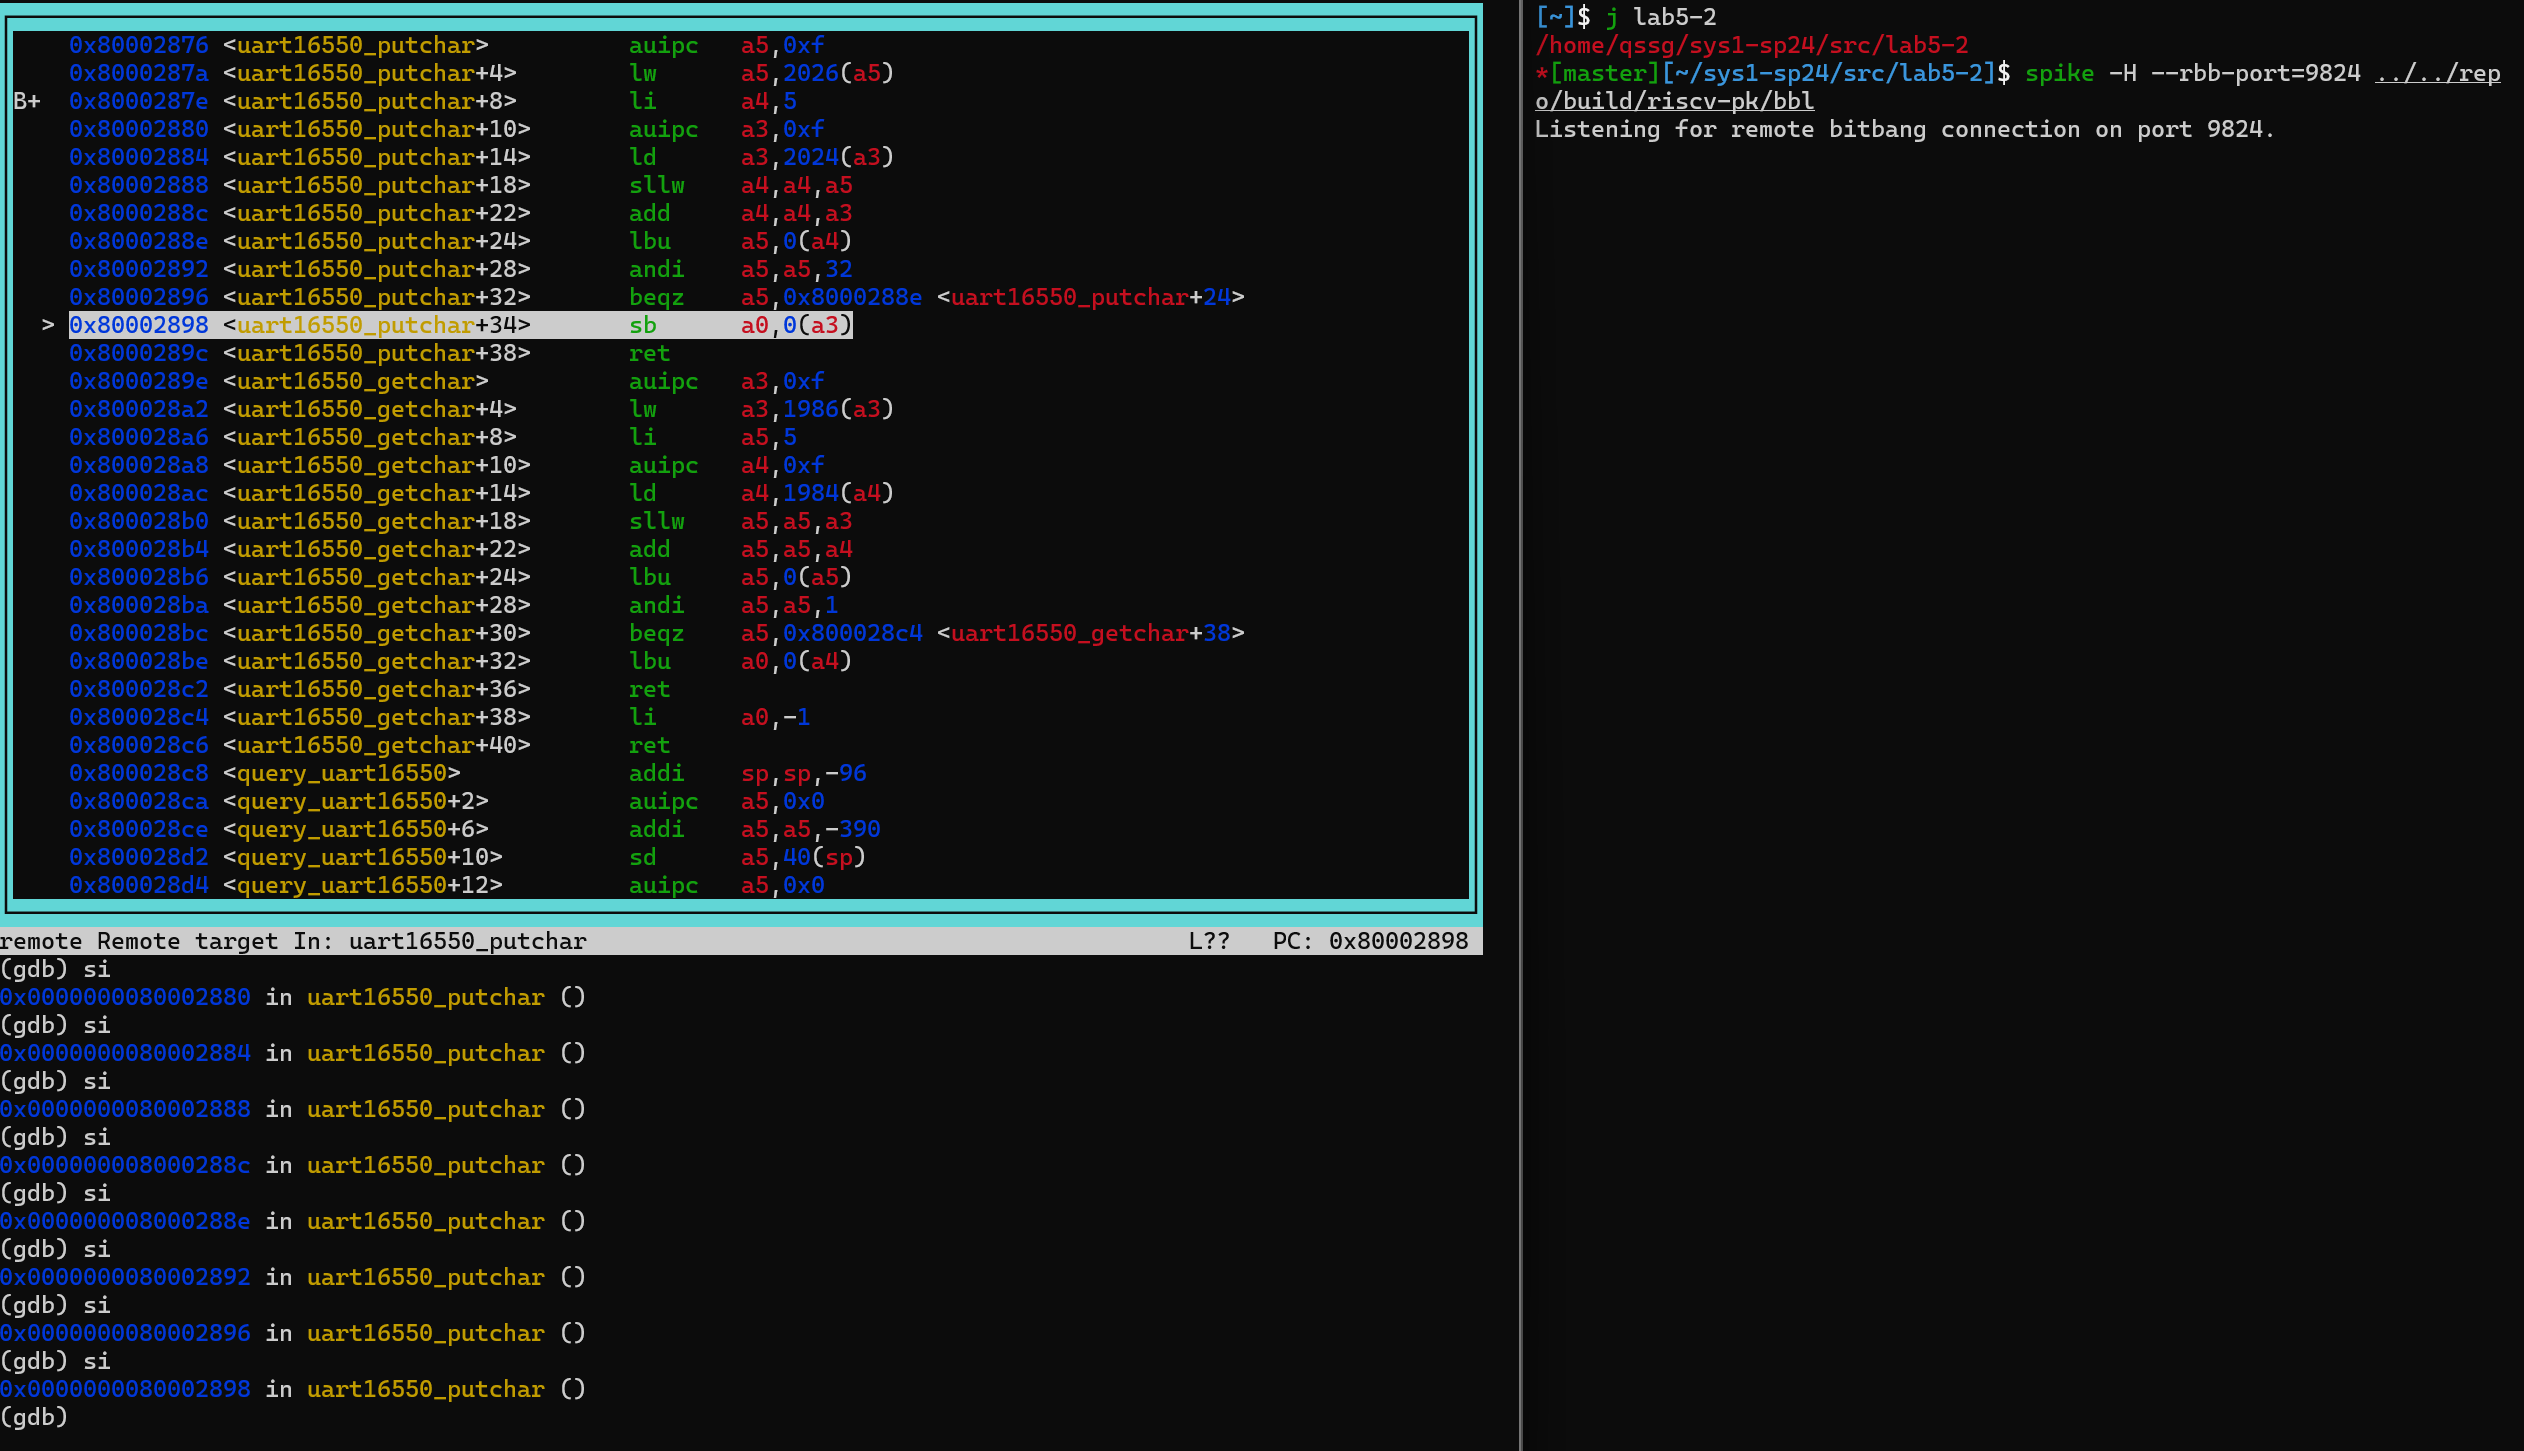 0x80002876 <uart16550_putchar> auipc a5,0xf
0x8000287a <uart16550_putchar+4> lw a5,2026(a5)
B+ 0x8000287e <uart16550_putchar+8> li a4,5
0x80002880 <uart16550_putchar+10> auipc a3,0xf
0x80002884 <uart16550_putchar+14> ld a3,2024(a3)
0x80002888 <uart16550_putchar+18> sllw a4,a4,a5
0x8000288c <uart16550_putchar+22> add a4,a4,a3
0x8000288e <uart16550_putchar+24> lbu a5,0(a4)
0x80002892 <uart16550_putchar+28> andi a5,a5,32
0x80002896 <uart16550_putchar+32> beqz a5,0x8000288e <uart16550_putchar+24>
> 0x80002898 <uart16550_putchar+34> sb a0,0(a3)
0x8000289c <uart16550_putchar+38> ret
0x8000289e <uart16550_getchar> auipc a3,0xf
0x800028a2 <uart16550_getchar+4> lw a3,1986(a3)
0x800028a6 <uart16550_getchar+8> li a5,5
0x800028a8 <uart16550_getchar+10> auipc a4,0xf
0x800028ac <uart16550_getchar+14> ld a4,1984(a4)
0x800028b0 <uart16550_getchar+18> sllw a5,a5,a3
0x800028b4 <uart16550_getchar+22> add a5,a5,a4
0x800028b6 <uart16550_getchar+24> lbu a5,0(a5)
0x800028ba <uart16550_getchar+28> andi a5,a5,1
0x800028bc <uart16550_getchar+30> beqz a5,0x800028c4 <uart16550_getchar+38>
0x800028be <uart16550_getchar+32> lbu a0,0(a4)
0x800028c2 <uart16550_getchar+36> ret
0x800028c4 <uart16550_getchar+38> li a0,-1
0x800028c6 <uart16550_getchar+40> ret
0x800028c8 <query_uart16550> addi sp,sp,-96
0x800028ca <query_uart16550+2> auipc a5,0x0
0x800028ce <query_uart16550+6> addi a5,a5,-390
0x800028d2 <query_uart16550+10> sd a5,40(sp)
0x800028d4 <query_uart16550+12> auipc a5,0x0
remote Remote target In: uart16550_putchar L?? PC: 0x80002898
(gdb) si
0x0000000080002880 in uart16550_putchar ()
(gdb) si
0x0000000080002884 in uart16550_putchar ()
(gdb) si
0x0000000080002888 in uart16550_putchar ()
(gdb) si
0x000000008000288c in uart16550_putchar ()
(gdb) si
0x000000008000288e in uart16550_putchar ()
(gdb) si
0x0000000080002892 in uart16550_putchar ()
(gdb) si
0x0000000080002896 in uart16550_putchar ()
(gdb) si
0x0000000080002898 in uart16550_putchar ()
(gdb)
[~]$ j lab5-2
/home/qssg/sys1-sp24/src/lab5-2
*[master][~/sys1-sp24/src/lab5-2]$ spike -H --rbb-port=9824 ../../rep
o/build/riscv-pk/bbl
Listening for remote bitbang connection on port 9824.